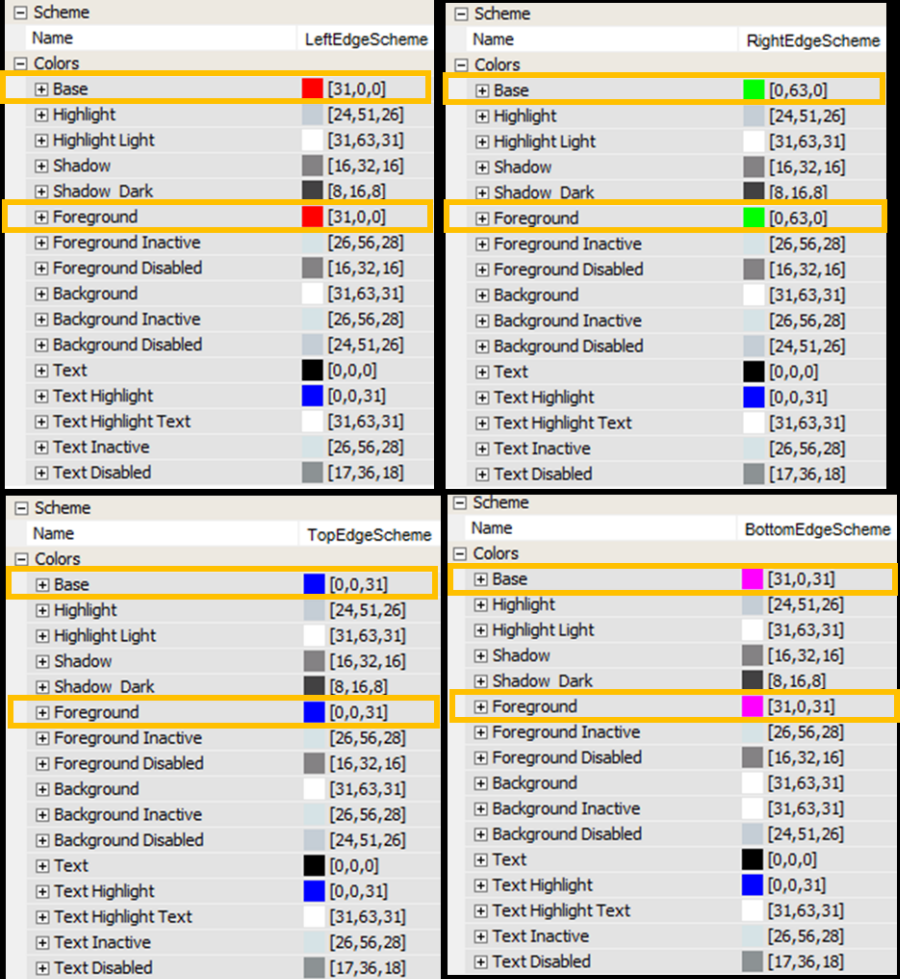 Scheme
Name LeftEdgeScheme
Colors
Base [31,0,0]
Highlight [24,51,26]
Highlight Light [31,63,31]
Shadow [16,32,16]
Shadow Dark [8,16,8]
Foreground [31,0,0]
Foreground Inactive [26,56,28]
Foreground Disabled [16,32,16]
Background [31,63,31]
Background Inactive [26,56,28]
Background Disabled [24,51,26]
Text [0,0,0]
Text Highlight [0,0,31]
Text Highlight Text [31,63,31]
Text Inactive [26,56,28]
Text Disabled [17,36,18]
Scheme
Name RightEdgeScheme
Colors
Base [0,63,0]
Highlight [24,51,26]
Highlight Light [31,63,31]
Shadow [16,32,16]
Shadow Dark [8,16,8]
Foreground [0,63,0]
Foreground Inactive [26,56,28]
Foreground Disabled [16,32,16]
Background [31,63,31]
Background Inactive [26,56,28]
Background Disabled [24,51,26]
Text [0,0,0]
Text Highlight [0,0,31]
Text Highlight Text [31,63,31]
Text Inactive [26,56,28]
Text Disabled [17,36,18]
Scheme
Name TopEdgeScheme
Colors
Base [0,0,31]
Highlight [24,51,26]
Highlight Light [31,63,31]
Shadow [16,32,16]
Shadow Dark [8,16,8]
Foreground [0,0,31]
Foreground Inactive [26,56,28]
Foreground Disabled [16,32,16]
Background [31,63,31]
Background Inactive [26,56,28]
Background Disabled [24,51,26]
Text [0,0,0]
Text Highlight [0,0,31]
Text Highlight Text [31,63,31]
Text Inactive [26,56,28]
Text Disabled [17,36,18]
Scheme
Name BottomEdgeScheme
Colors
Base [31,0,31]
Highlight [24,51,26]
Highlight Light [31,63,31]
Shadow [16,32,16]
Shadow Dark [8,16,8]
Foreground [31,0,31]
Foreground Inactive [26,56,28]
Foreground Disabled [16,32,16]
Background [31,63,31]
Background Inactive [31,63,31]
Background Disabled [24,51,26]
Text [0,0,0]
Text Highlight [0,0,31]
Text Highlight Text [31,63,31]
Text Inactive [26,56,28]
Text Disabled [17,36,18]